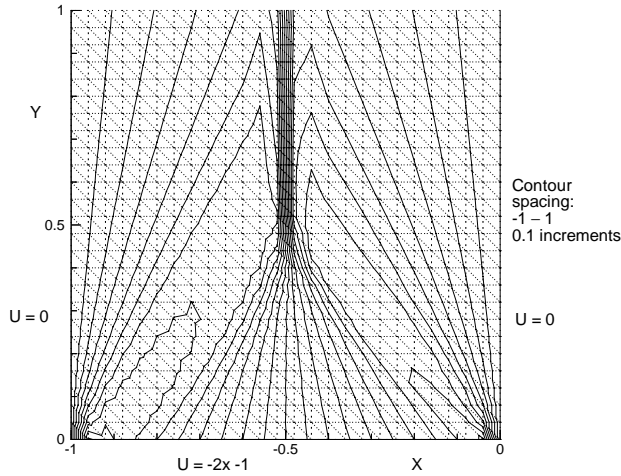 1
Y
0.5
Contour
spacing:
-1 – 1
0.1 increments
U = 0
U = 0
0
-1
-0.5
0
U = -2x -1
X